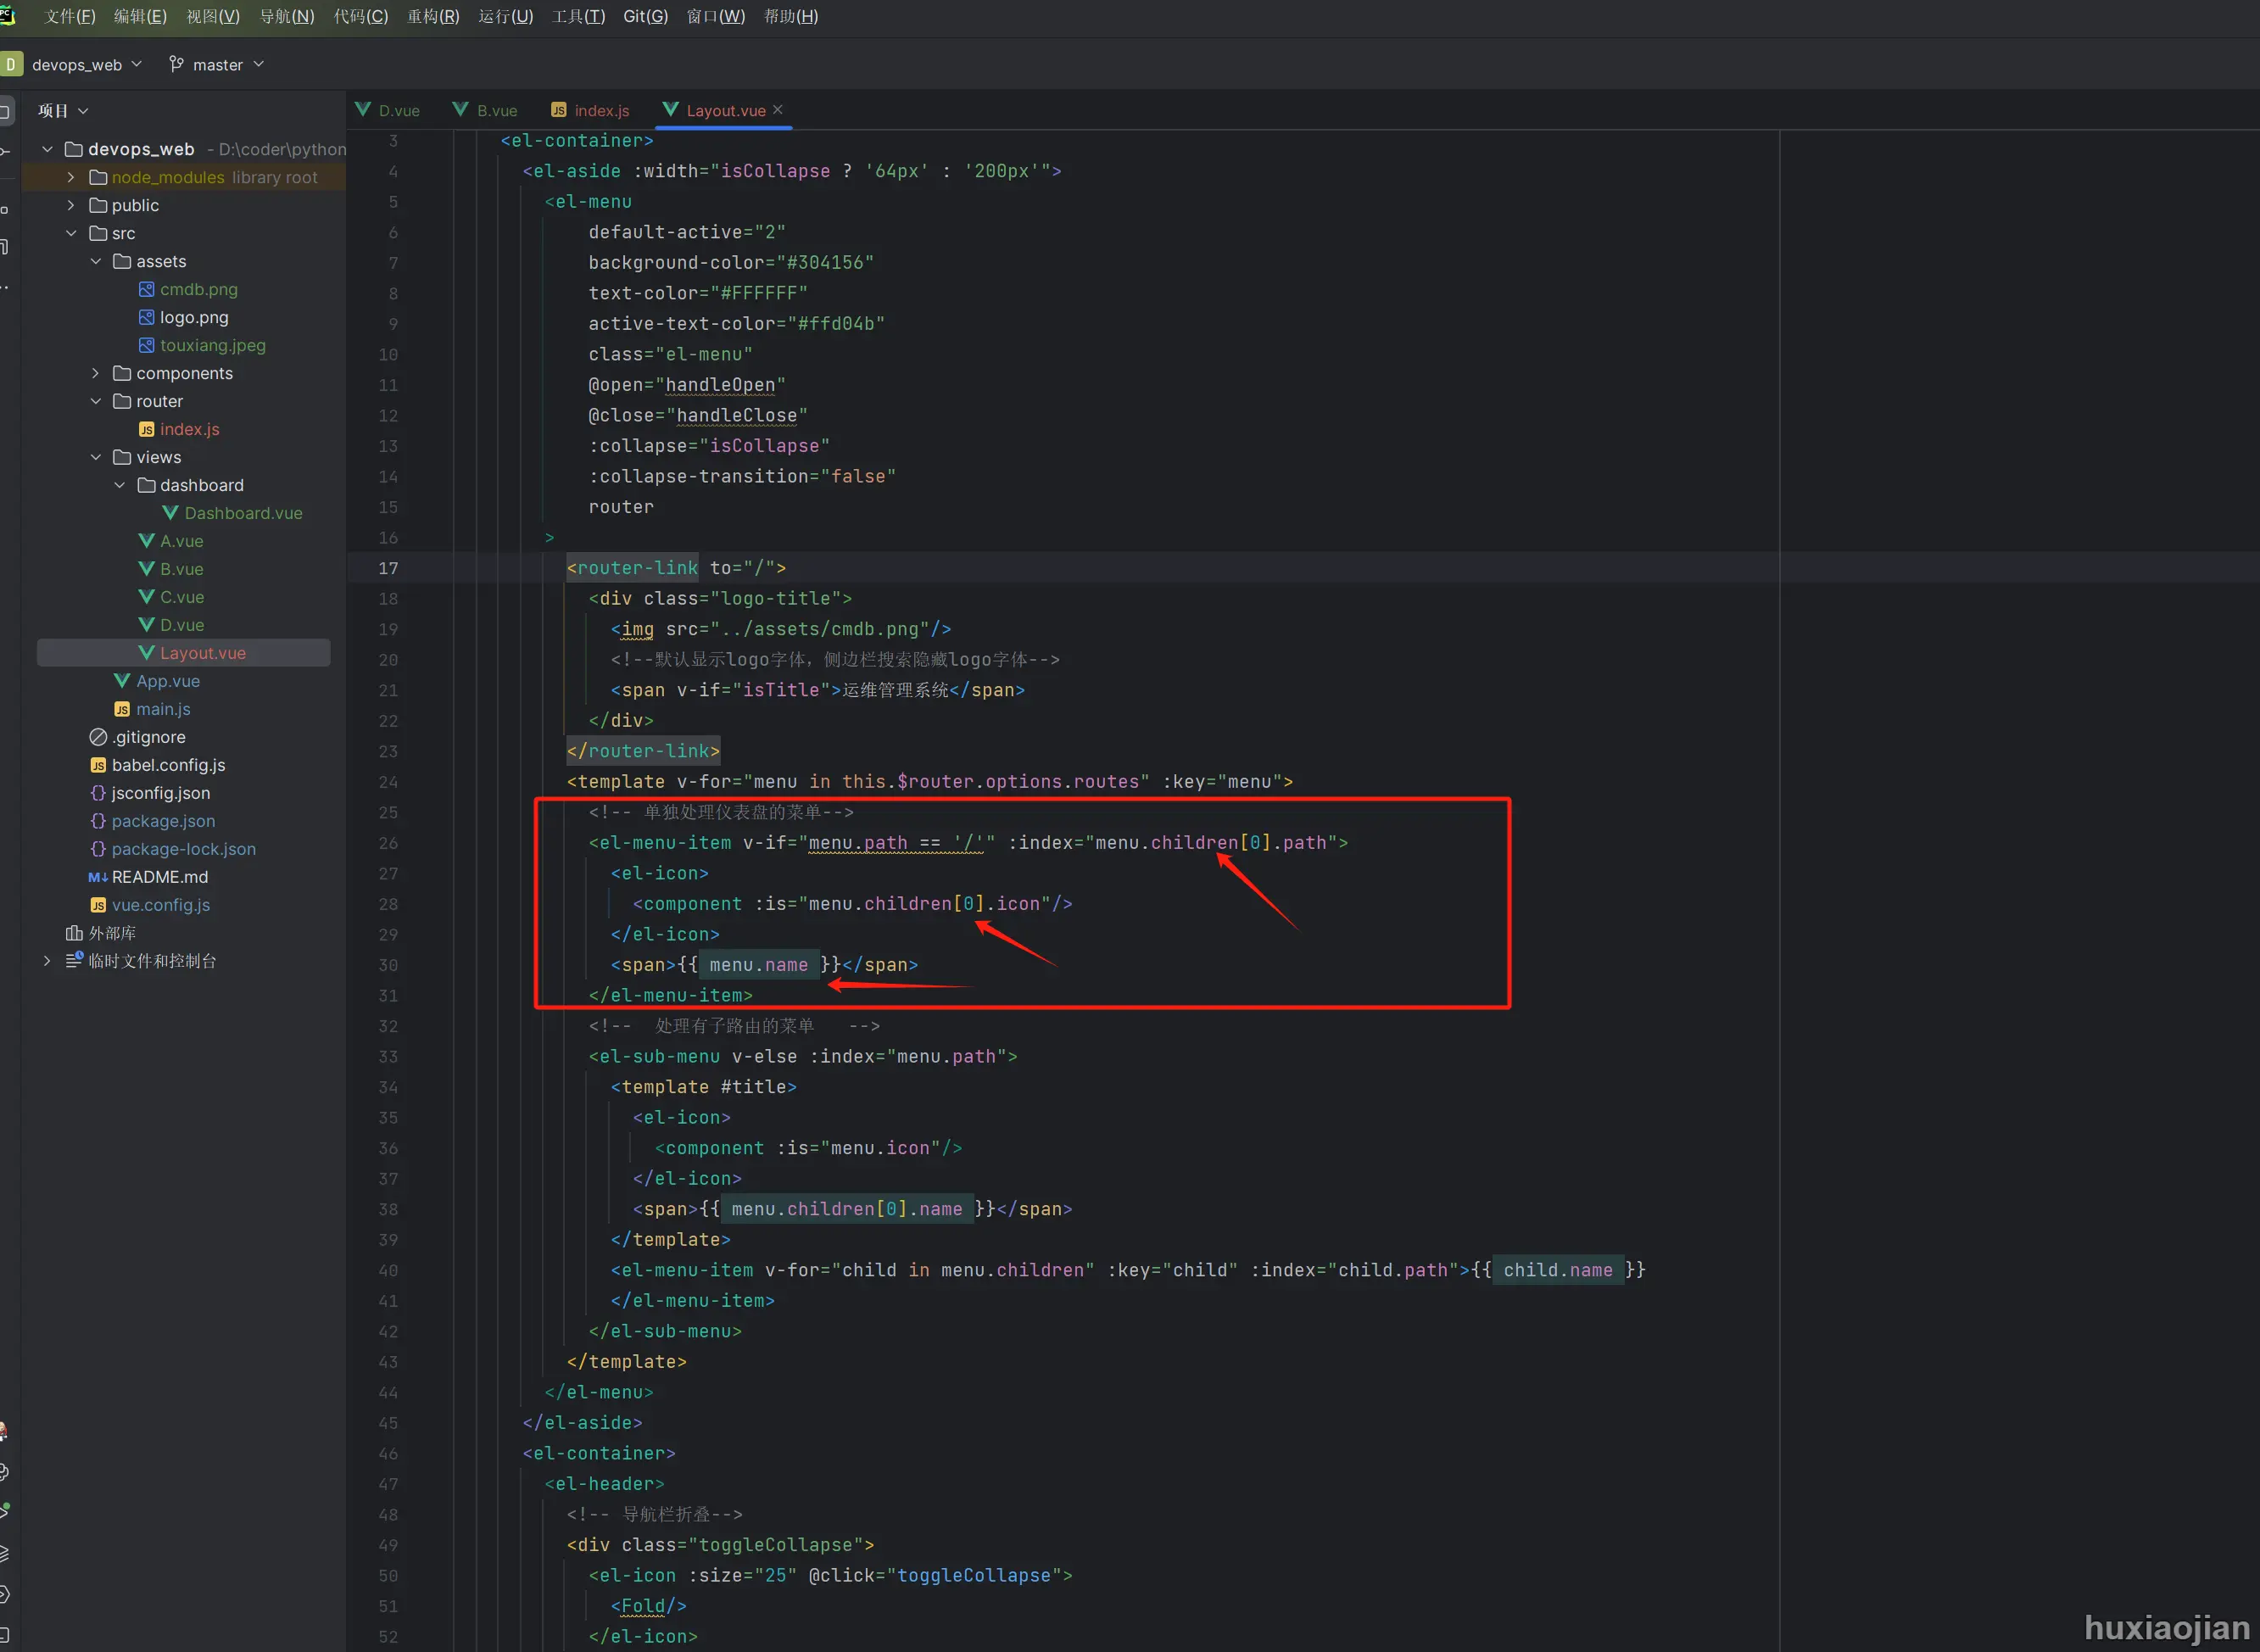 文件(F) 编辑(E) 视图(V) 导航(N) 代码(C) 重构(R) 运行(U) 工具(T) Git(G) 窗口(W) 帮助(H)
D devops_web master
项目
devops_web - D:\coder\python
node_modules library root
public
src
assets
cmdb.png
logo.png
touxiang.jpeg
components
router
index.js
views
dashboard
Dashboard.vue
A.vue
B.vue
C.vue
D.vue
Layout.vue
App.vue
main.js
.gitignore
babel.config.js
jsconfig.json
package.json
package-lock.json
README.md
vue.config.js
外部库
临时文件和控制台
D.vue B.vue index.js Layout.vue
3 <el-container>
4 <el-aside :width="isCollapse ? '64px' : '200px'">
5 <el-menu
6 default-active="2"
7 background-color="#304156"
8 text-color="#FFFFFF"
9 active-text-color="#ffd04b"
10 class="el-menu"
11 @open="handleOpen"
12 @close="handleClose"
13 :collapse="isCollapse"
14 :collapse-transition="false"
15 router
16 >
17 <router-link to="/">
18 <div class="logo-title">
19 <img src="../assets/cmdb.png"/>
20 <!--默认显示logo字体，侧边栏搜索隐藏logo字体-->
21 <span v-if="isTitle">运维管理系统</span>
22 </div>
23 </router-link>
24 <template v-for="menu in this.$router.options.routes" :key="menu">
25 <!-- 单独处理仪表盘的菜单-->
26 <el-menu-item v-if="menu.path == '/'" :index="menu.children[0].path">
27 <el-icon>
28 <component :is="menu.children[0].icon"/>
29 </el-icon>
30 <span>{{ menu.name }}</span>
31 </el-menu-item>
32 <!-- 处理有子路由的菜单 -->
33 <el-sub-menu v-else :index="menu.path">
34 <template #title>
35 <el-icon>
36 <component :is="menu.icon"/>
37 </el-icon>
38 <span>{{ menu.children[0].name }}</span>
39 </template>
40 <el-menu-item v-for="child in menu.children" :key="child" :index="child.path">{{ child.name }}
41 </el-menu-item>
42 </el-sub-menu>
43 </template>
44 </el-menu>
45 </el-aside>
46 <el-container>
47 <el-header>
48 <!-- 导航栏折叠-->
49 <div class="toggleCollapse">
50 <el-icon :size="25" @click="toggleCollapse">
51 <Fold/>
52 </el-icon>
huxiaojian